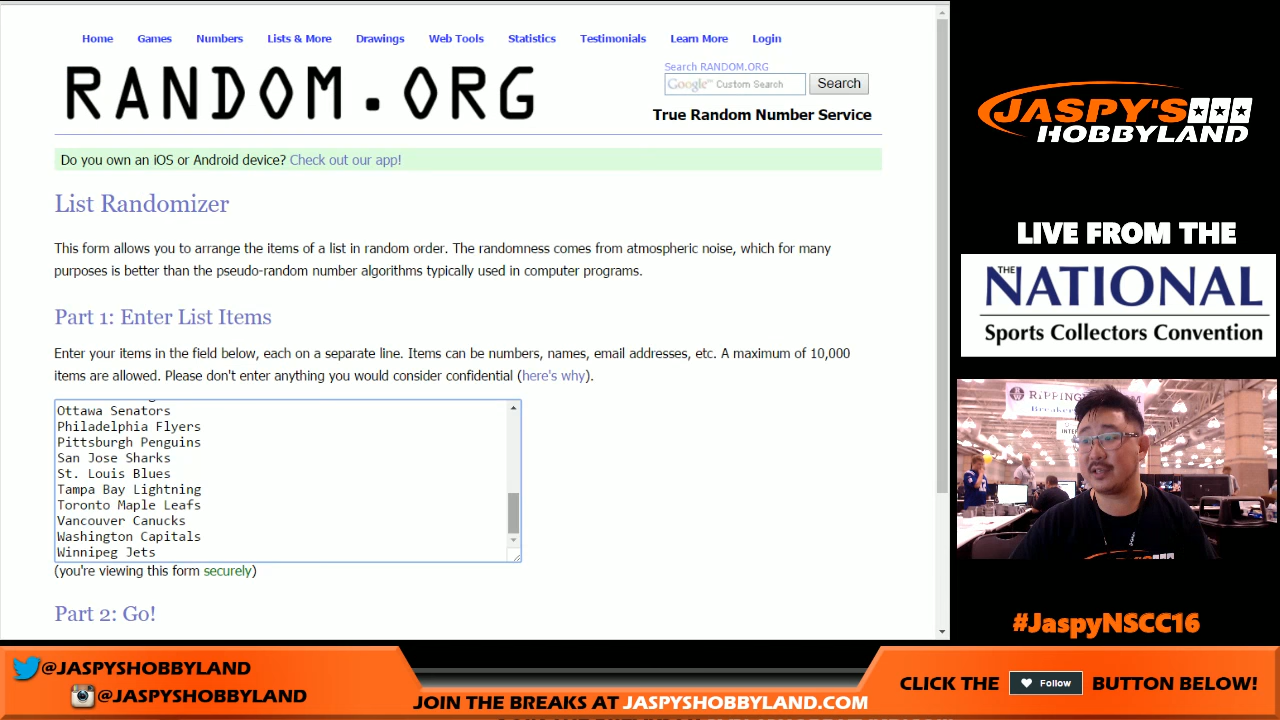 Home Games Numbers Lists & More Drawings Web Tools Statistics Testimonials Learn More Login
RANDOM.ORG
Search RANDOM.ORG
Google™ Custom Search Search
True Random Number Service
Do you own an iOS or Android device? Check out our app!
List Randomizer
This form allows you to arrange the items of a list in random order. The randomness comes from atmospheric noise, which for many
purposes is better than the pseudo-random number algorithms typically used in computer programs.
Part 1: Enter List Items
Enter your items in the field below, each on a separate line. Items can be numbers, names, email addresses, etc. A maximum of 10,000
items are allowed. Please don't enter anything you would consider confidential (here's why).
Ottawa Senators
Philadelphia Flyers
Pittsburgh Penguins
San Jose Sharks
St. Louis Blues
Tampa Bay Lightning
Toronto Maple Leafs
Vancouver Canucks
Washington Capitals
Winnipeg Jets
(you're viewing this form securely)
Part 2: Go!
JASPY'S
HOBBYLAND
LIVE FROM THE
THE NATIONAL
Sports Collectors Convention
#JaspyNSCC16
@JASPYSHOBBYLAND
@JASPYSHOBBYLAND
JOIN THE BREAKS AT JASPYSHOBBYLAND.COM
CLICK THE Follow BUTTON BELOW!